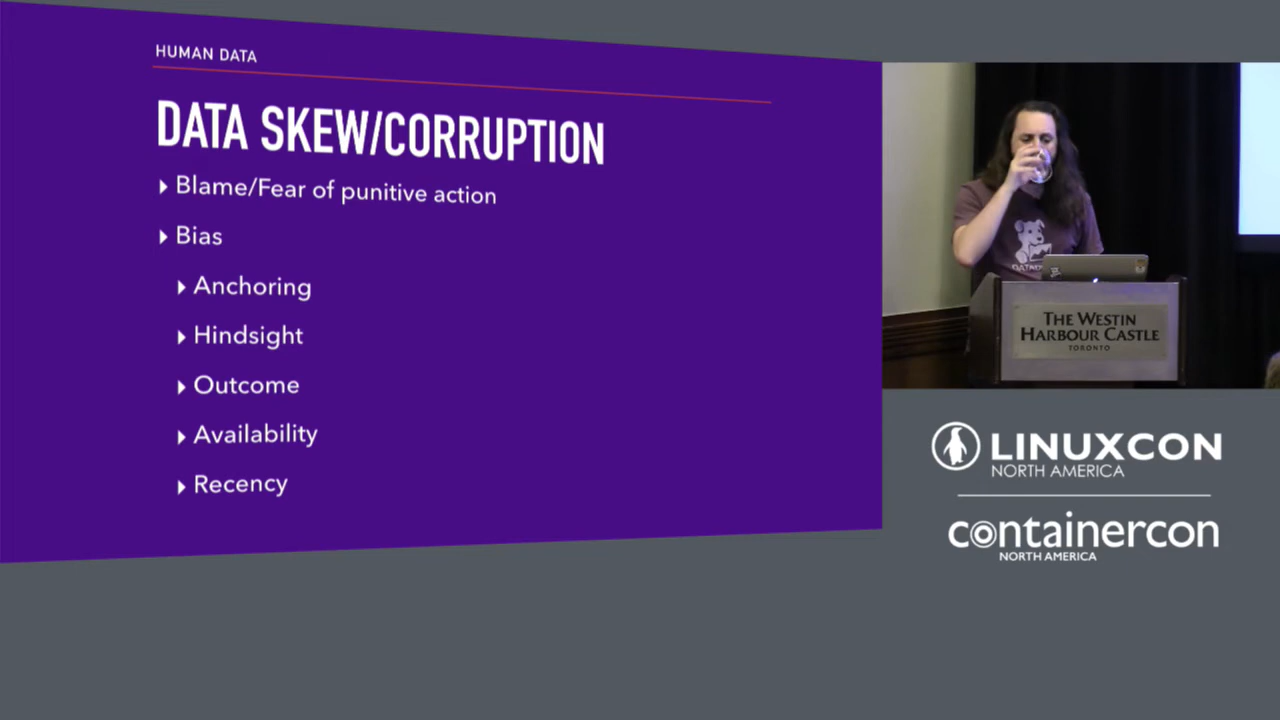 HUMAN DATA
DATA SKEW/CORRUPTION
Blame/Fear of punitive action
Bias
Anchoring
Hindsight
Outcome
Availability
Recency
THE WESTIN
HARBOUR CASTLE
TORONTO
LINUXCON
NORTH AMERICA
containercon
NORTH AMERICA